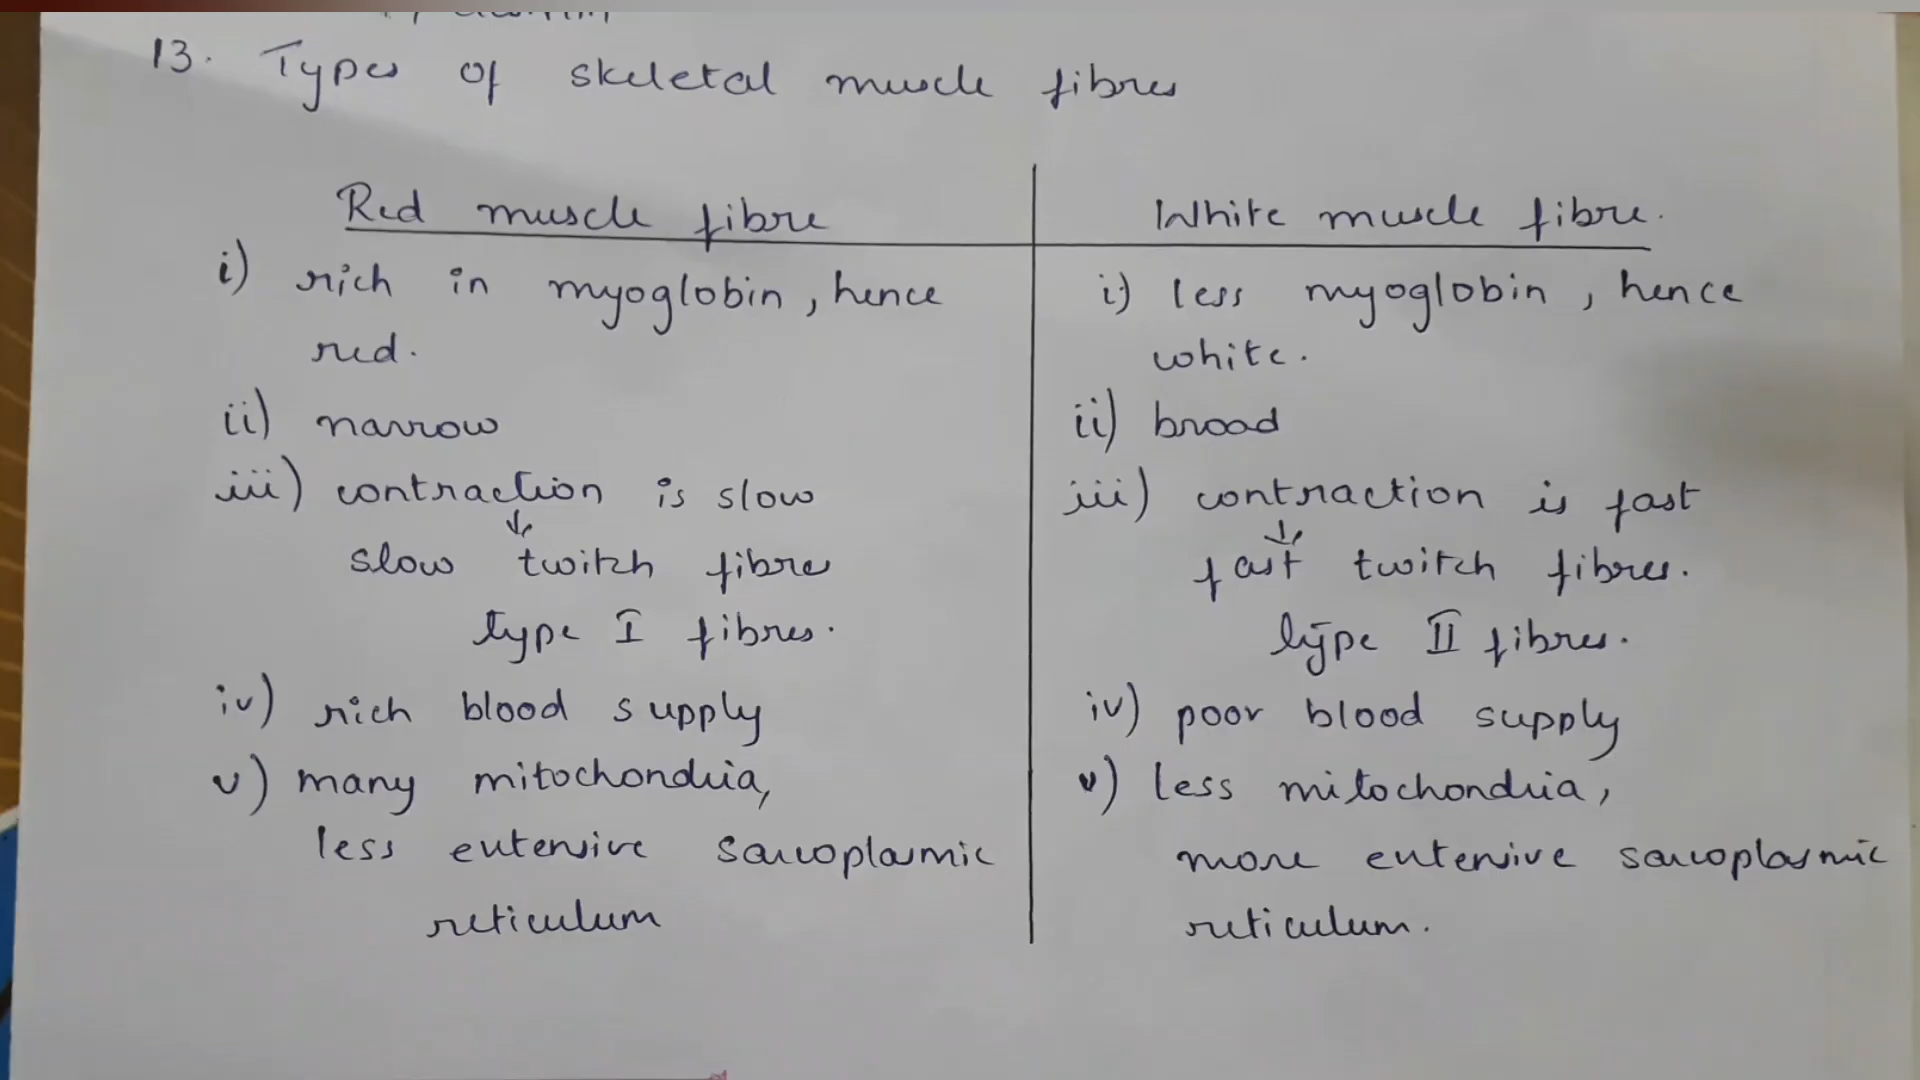 13. Types of skeletal muscle fibres
Red muscle fibre
i) rich in myoglobin, hence
red.
ii) narrow
iii) contraction is slow
↓
slow twitch fibre
type I fibres.
iv) rich blood supply
v) many mitochondria,
less extensive sarcoplasmic
reticulum
White muscle fibre.
i) less myoglobin, hence
white.
ii) broad
iii) contraction is fast
↓
fast twitch fibres.
type II fibres.
iv) poor blood supply
v) less mitochondria,
more extensive sarcoplasmic
reticulum.